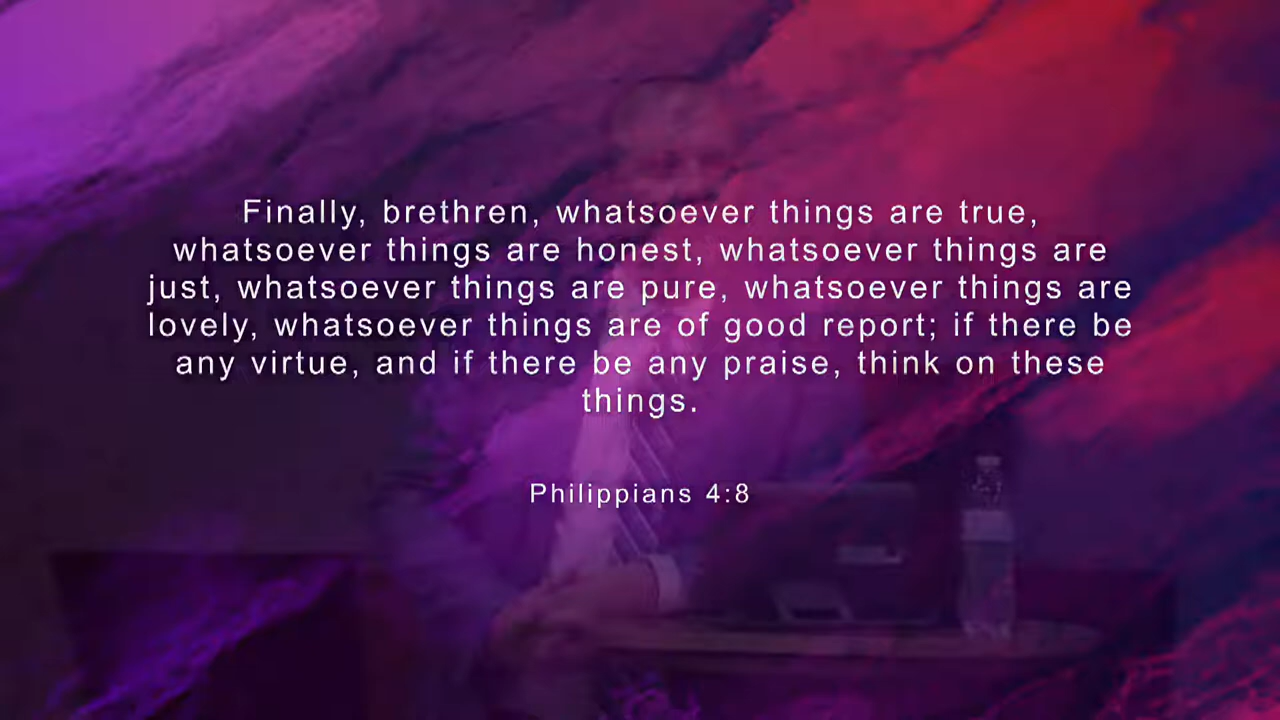 Finally, brethren, whatsoever things are true,
whatsoever things are honest, whatsoever things are
just, whatsoever things are pure, whatsoever things are
lovely, whatsoever things are of good report; if there be
any virtue, and if there be any praise, think on these
things.
Philippians 4:8